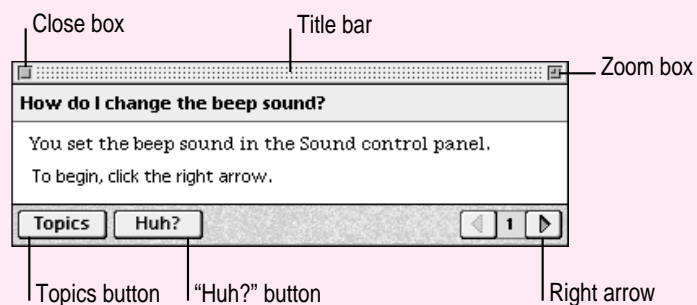 Close box
Title bar
Zoom box
How do I change the beep sound?
You set the beep sound in the Sound control panel.
To begin, click the right arrow.
Topics
Huh?
1
Topics button
“Huh?” button
Right arrow